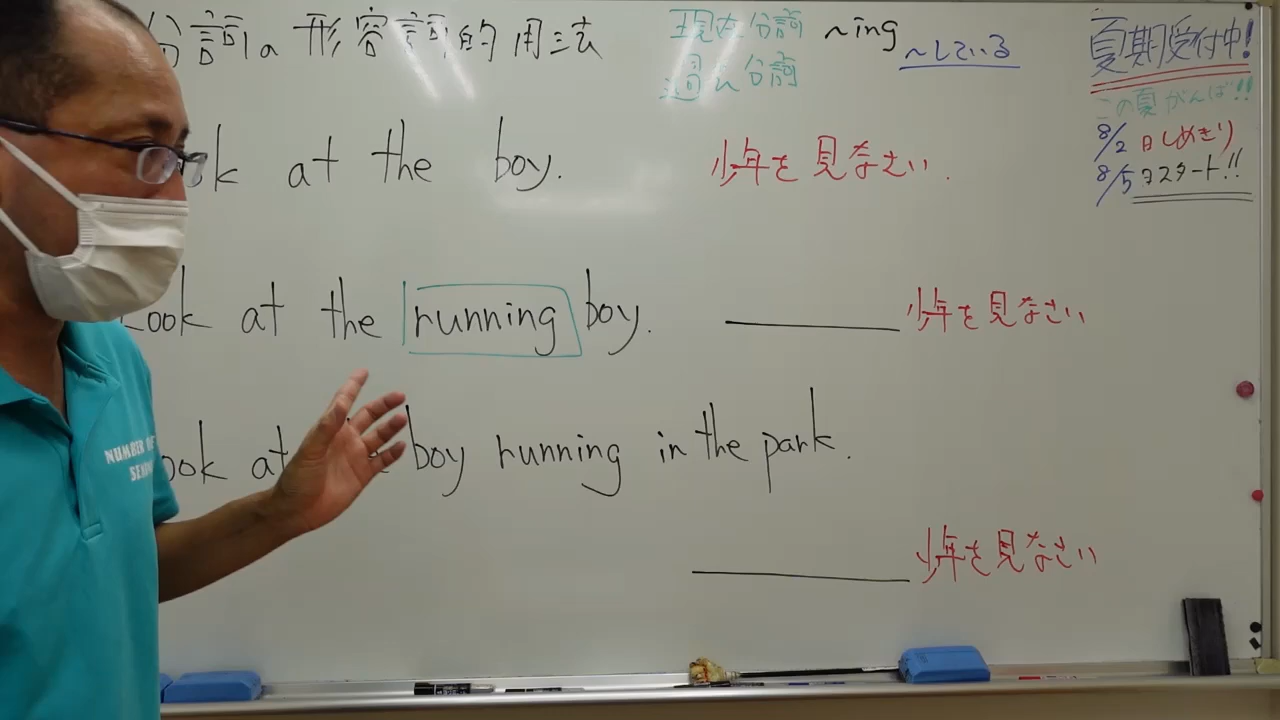 分詞の形容詞的用法
現在分詞 ~ing ~している
過去分詞
夏期受付中!
この夏がんば!!
8/2 日しめきり
8/5 日スタート!!
ook at the boy. 少年を見なさい.
Look at the running boy. 少年を見なさい
ook at boy running in the park.
少年を見なさい
NUMBER